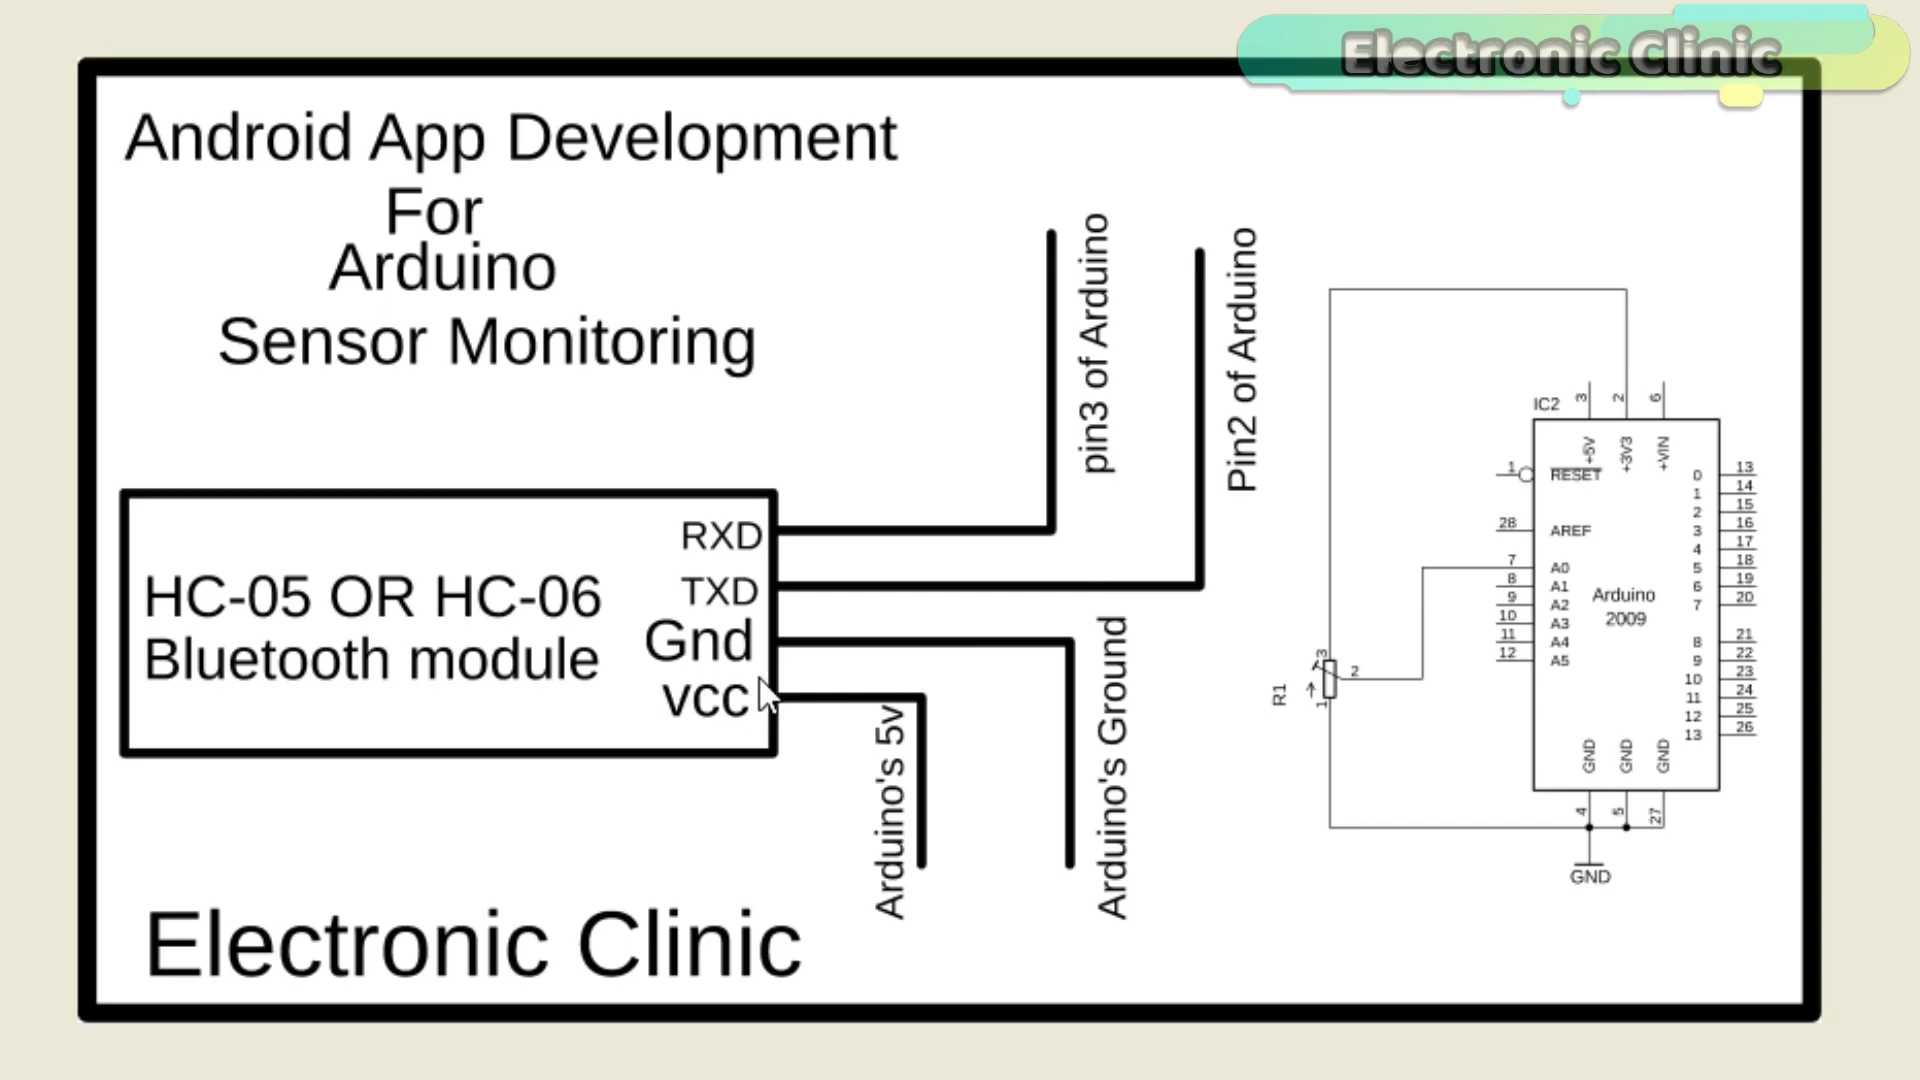 Electronic Clinic
Android App Development
For
Arduino
Sensor Monitoring
pin3 of Arduino
Pin2 of Arduino
HC-05 OR HC-06
Bluetooth module
RXD
TXD
Gnd
vcc
Arduino's 5v
Arduino's Ground
Electronic Clinic
IC2
3
2
6
+5V
+3V3
+VIN
1
RESET
28
AREF
7 A0
8 A1
9 A2
10 A3
11 A4
12 A5
Arduino
2009
0 13
1 14
2 15
3 16
4 17
5 18
6 19
7 20
8 21
9 22
10 23
11 24
12 25
13 26
GND
GND
GND
4
5
27
GND
R1
3
2
1